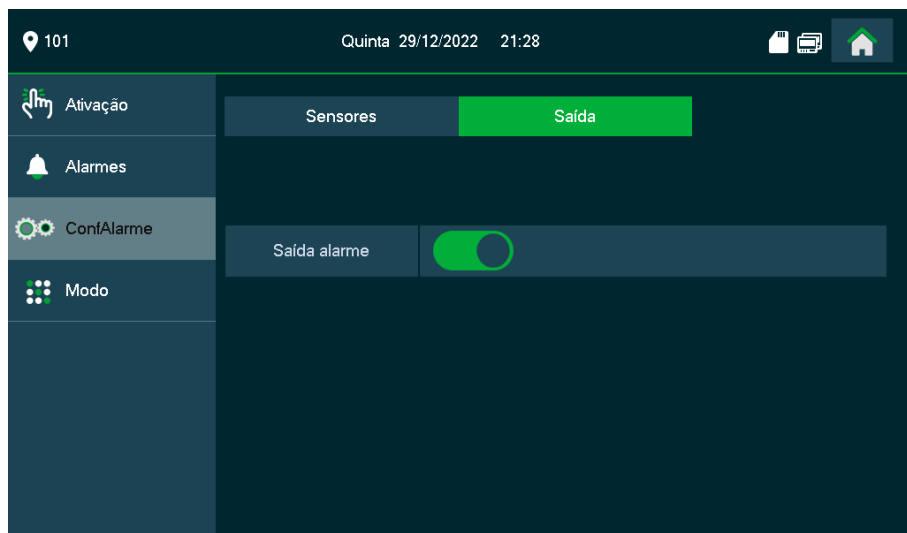 101
Quinta 29/12/2022 21:28
Ativação
Alarmes
ConfAlarme
Modo
Sensores
Saída
Saída alarme